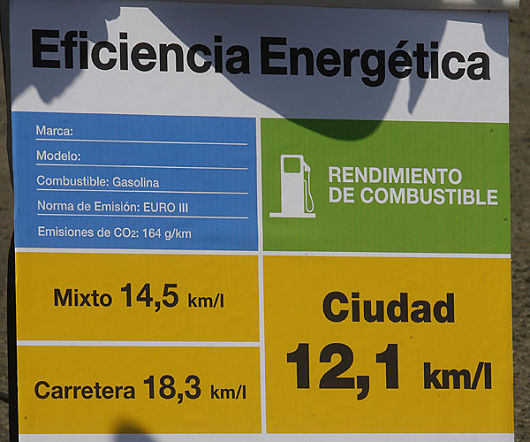 Eficiencia Energética
Marca:
Modelo:
Combustible: Gasolina
Norma de Emisión: EURO III
Emisiones de CO2: 164 g/km
RENDIMIENTO
DE COMBUSTIBLE
Mixto 14,5 km/l
Carretera 18,3 km/l
Ciudad
12,1 km/l